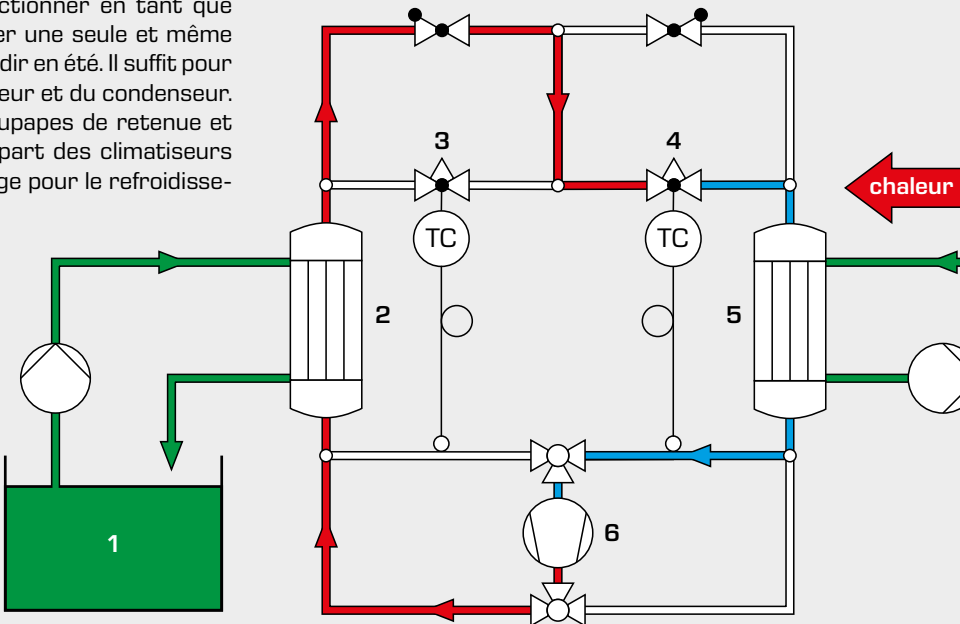 ctionner en tant que
er une seule et même
dir en été. Il suffit pour
eur et du condenseur.
upapes de retenue et
part des climatiseurs
ge pour le refroidisse-
3
4
chaleur
TC
TC
2
5
6
1